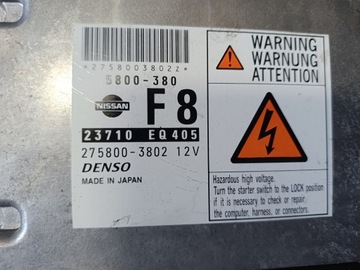 *27580038022*
5800-380
NISSAN
F8
23710 EQ405
275800-3802 12V
DENSO
MADE IN JAPAN
WARNING
WARNUNG
ATTENTION
Hazardous high voltage.
Turn the starter switch to the LOCK position
if it is necessary to check or repair
the computer, harness, or connectors.